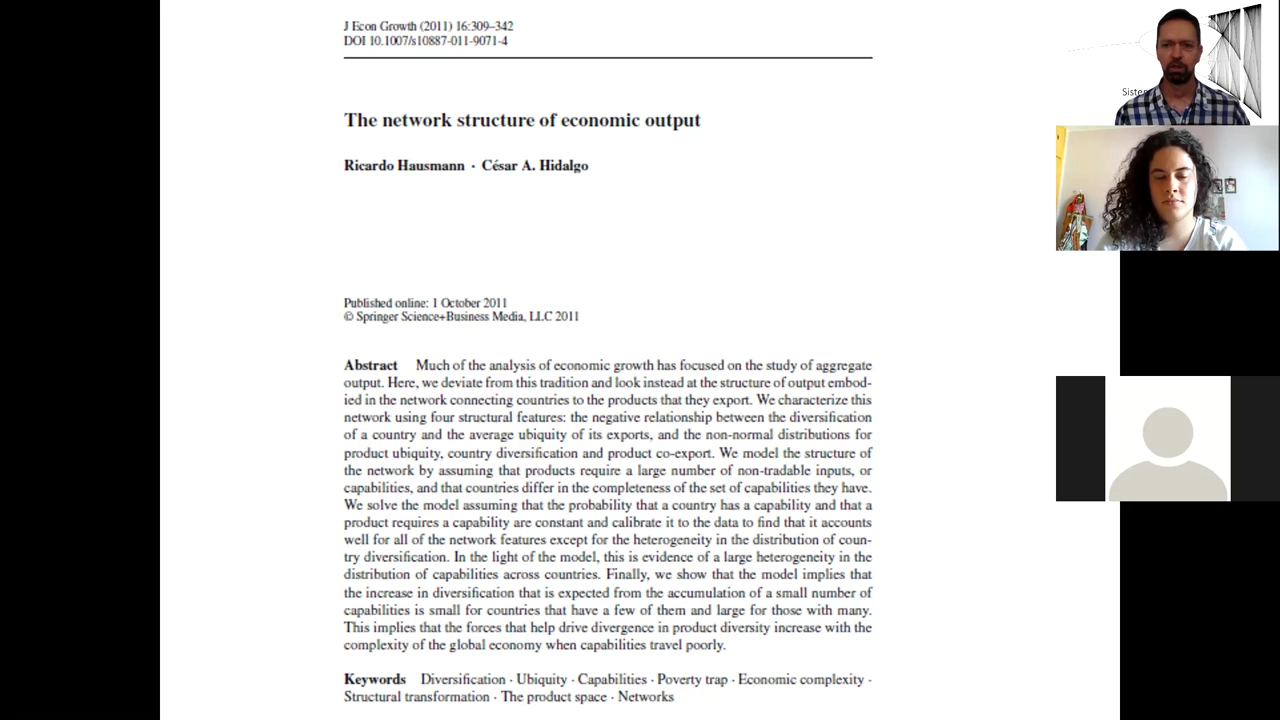 J Econ Growth (2011) 16:309–342
DOI 10.1007/s10887-011-9071-4
The network structure of economic output
Ricardo Hausmann · César A. Hidalgo
Published online: 1 October 2011
© Springer Science+Business Media, LLC 2011
Abstract Much of the analysis of economic growth has focused on the study of aggregate
output. Here, we deviate from this tradition and look instead at the structure of output embod-
ied in the network connecting countries to the products that they export. We characterize this
network using four structural features: the negative relationship between the diversification
of a country and the average ubiquity of its exports, and the non-normal distributions for
product ubiquity, country diversification and product co-export. We model the structure of
the network by assuming that products require a large number of non-tradable inputs, or
capabilities, and that countries differ in the completeness of the set of capabilities they have.
We solve the model assuming that the probability that a country has a capability and that a
product requires a capability are constant and calibrate it to the data to find that it accounts
well for all of the network features except for the heterogeneity in the distribution of coun-
try diversification. In the light of the model, this is evidence of a large heterogeneity in the
distribution of capabilities across countries. Finally, we show that the model implies that
the increase in diversification that is expected from the accumulation of a small number of
capabilities is small for countries that have a few of them and large for those with many.
This implies that the forces that help drive divergence in product diversity increase with the
complexity of the global economy when capabilities travel poorly.
Keywords Diversification · Ubiquity · Capabilities · Poverty trap · Economic complexity ·
Structural transformation · The product space · Networks